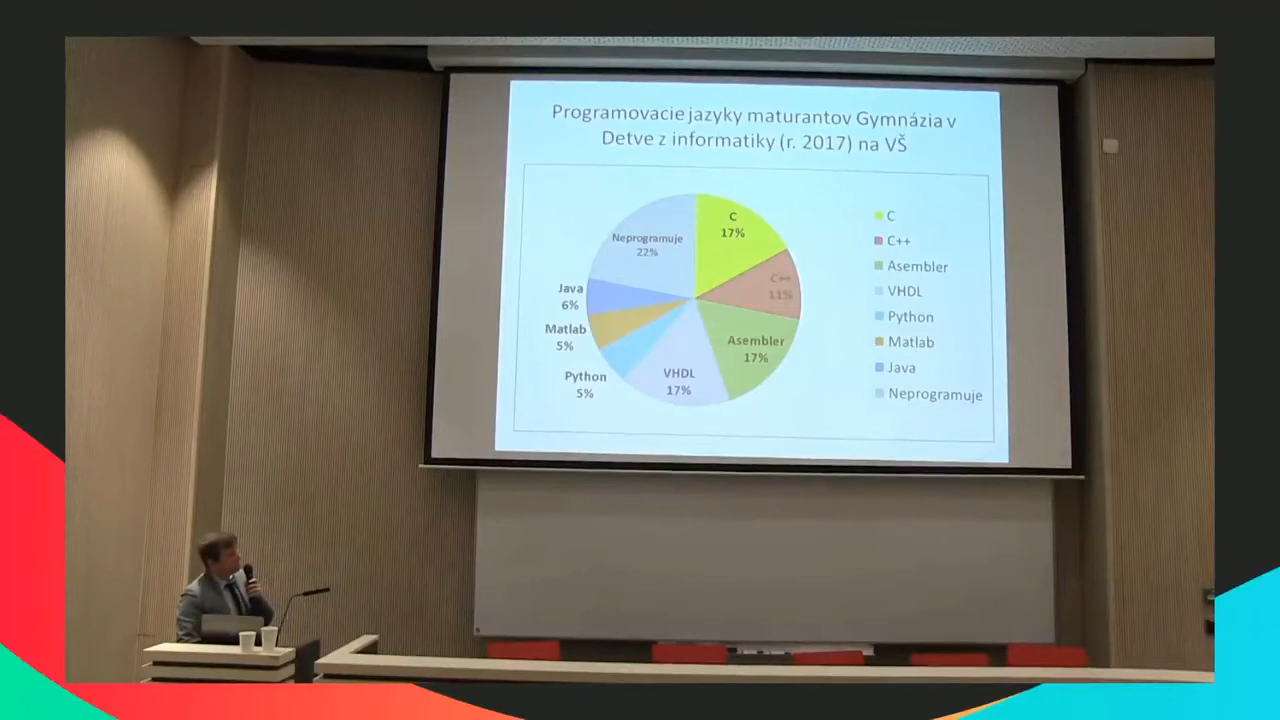 Programovacie jazyky maturantov Gymnázia v
Detve z informatiky (r. 2017) na VŠ
C
17%
C++
11%
Asembler
17%
VHDL
17%
Python
5%
Matlab
5%
Java
6%
Neprogramuje
22%
C
C++
Asembler
VHDL
Python
Matlab
Java
Neprogramuje